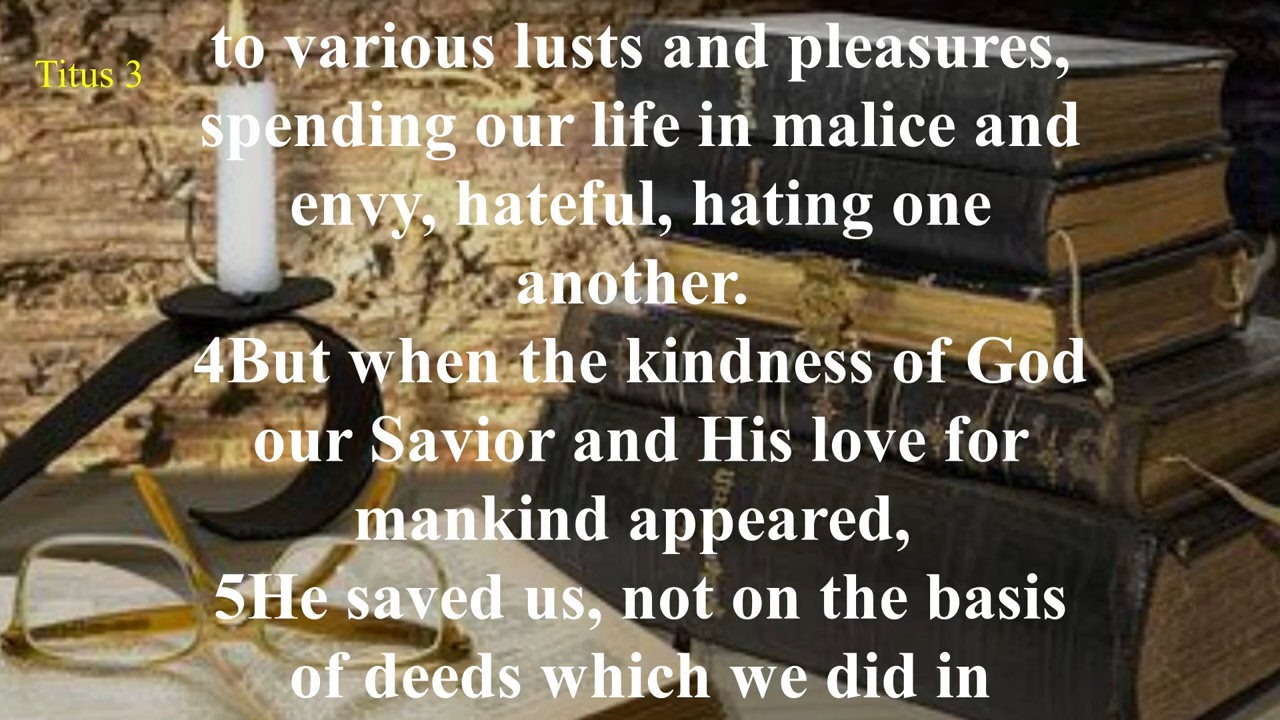 Titus 3
to various lusts and pleasures,
spending our life in malice and
envy, hateful, hating one
another.
4But when the kindness of God
our Savior and His love for
mankind appeared,
5He saved us, not on the basis
of deeds which we did in